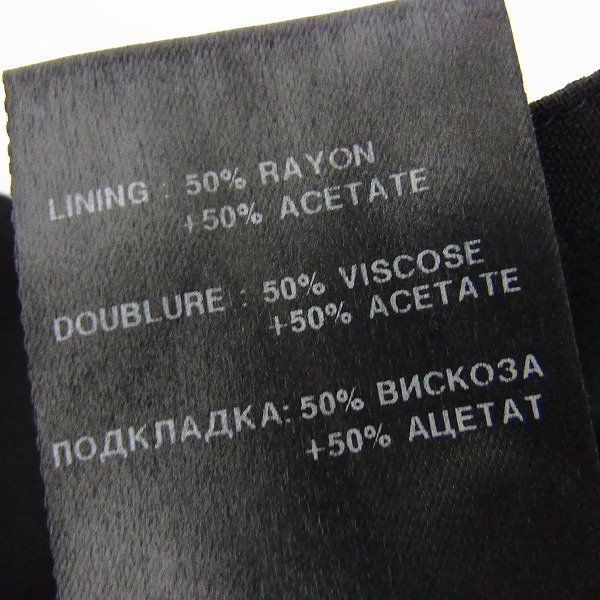 LINING : 50% RAYON
+50% ACETATE
DOUBLURE : 50% VISCOSE
+50% ACETATE
ПОДКЛАДКА: 50% ВИСКОЗА
+50% АЦЕТАТ